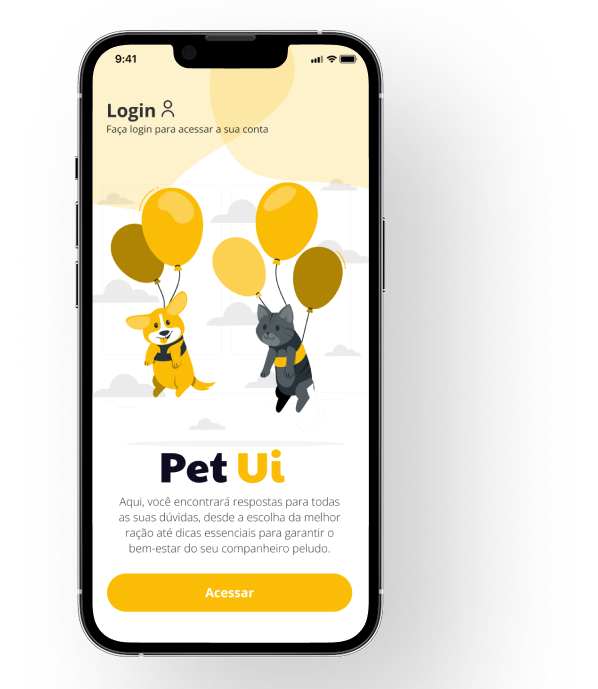 9:41
Login
Faça login para acessar a sua conta
Pet Ui
Aqui, você encontrará respostas para todas
as suas dúvidas, desde a escolha da melhor
ração até dicas essenciais para garantir o
bem-estar do seu companheiro peludo.
Acessar